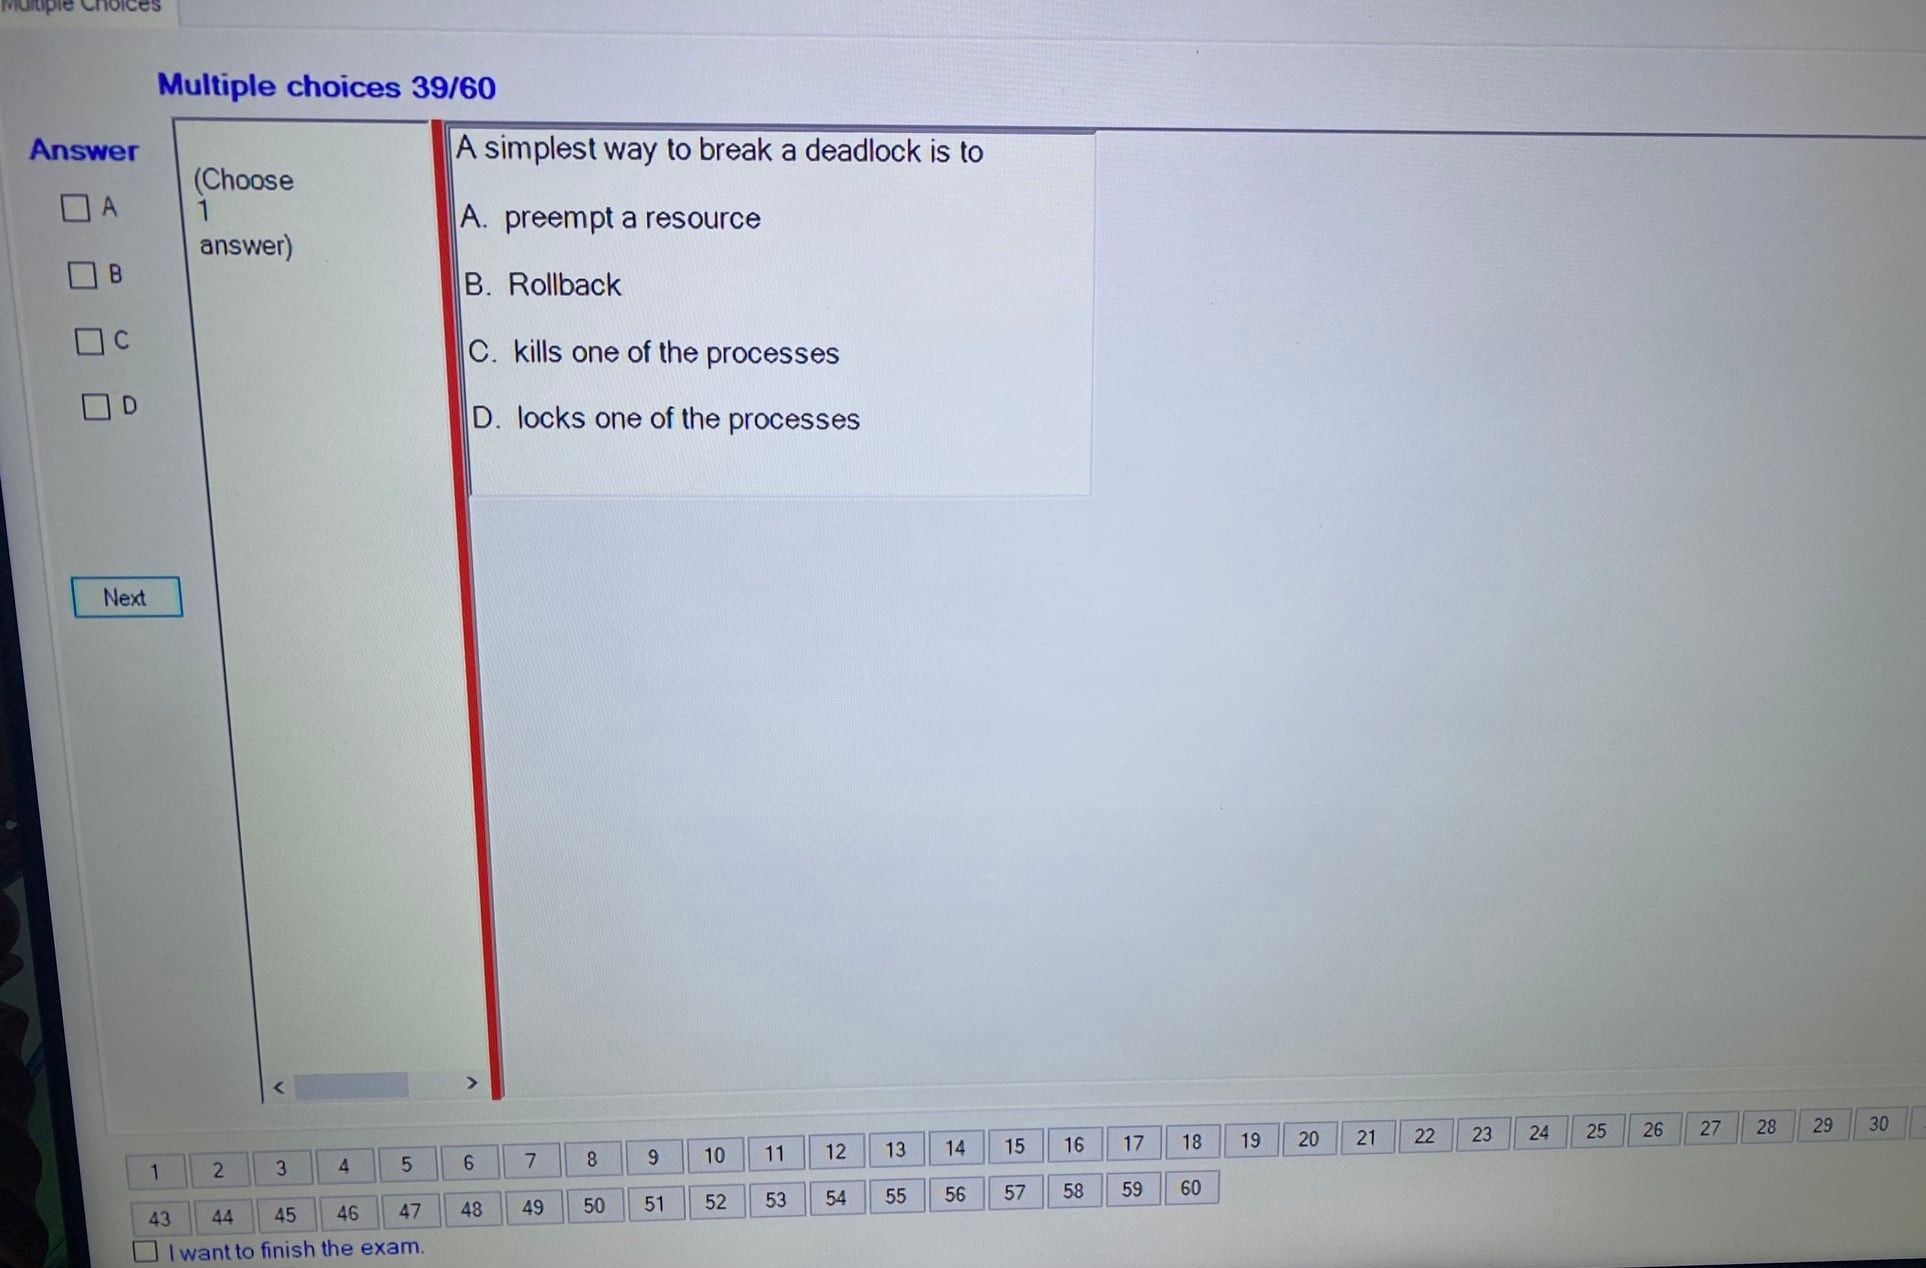 Multiple Choices
Multiple choices 39/60
Answer
A
B
C
D
(Choose
1
answer)
A simplest way to break a deadlock is to
A. preempt a resource
B. Rollback
C. kills one of the processes
D. locks one of the processes
Next
< >
1 2 3 4 5 6 7 8 9 10 11 12 13 14 15 16 17 18 19 20 21 22 23 24 25 26 27 28 29 30
43 44 45 46 47 48 49 50 51 52 53 54 55 56 57 58 59 60
I want to finish the exam.